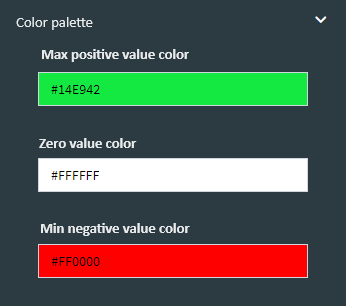 Color palette
Max positive value color
#14E942
Zero value color
#FFFFFF
Min negative value color
#FF0000